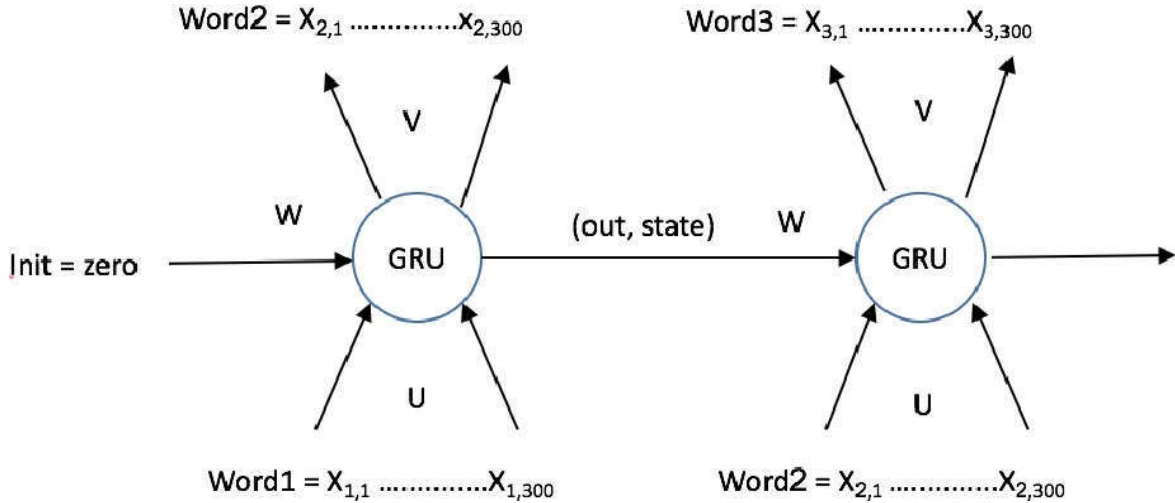 Word2 = X2,1 ..............x2,300
Word3 = X3,1 ..............X3,300
V
V
W
(out, state)
W
Init = zero
GRU
GRU
U
U
Word1 = X1,1 ..............X1,300
Word2 = X2,1 ..............X2,300